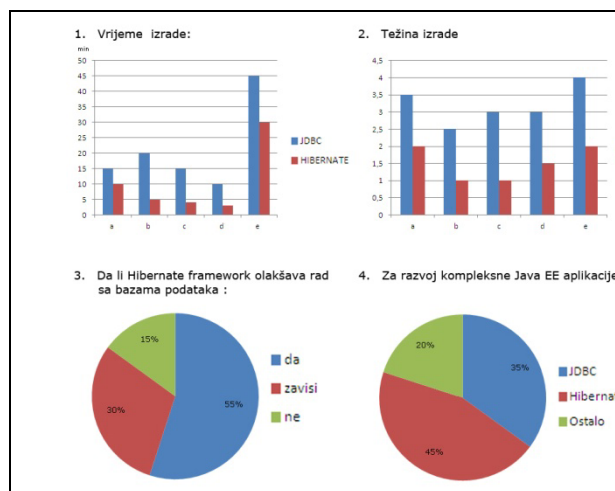 1. Vrijeme izrade:
min
50
45
40
35
30
25
20
15
10
5
0
a b c d e
JDBC
HIBERNATE
2. Težina izrade
4,5
4
3,5
3
2,5
2
1,5
1
0,5
0
a b c d e
3. Da li Hibernate framework olakšava rad
sa bazama podataka :
15%
30%
55%
da
zavisi
ne
4. Za razvoj kompleksne Java EE aplikacije
20%
35%
45%
JDBC
Hibernat
Ostalo